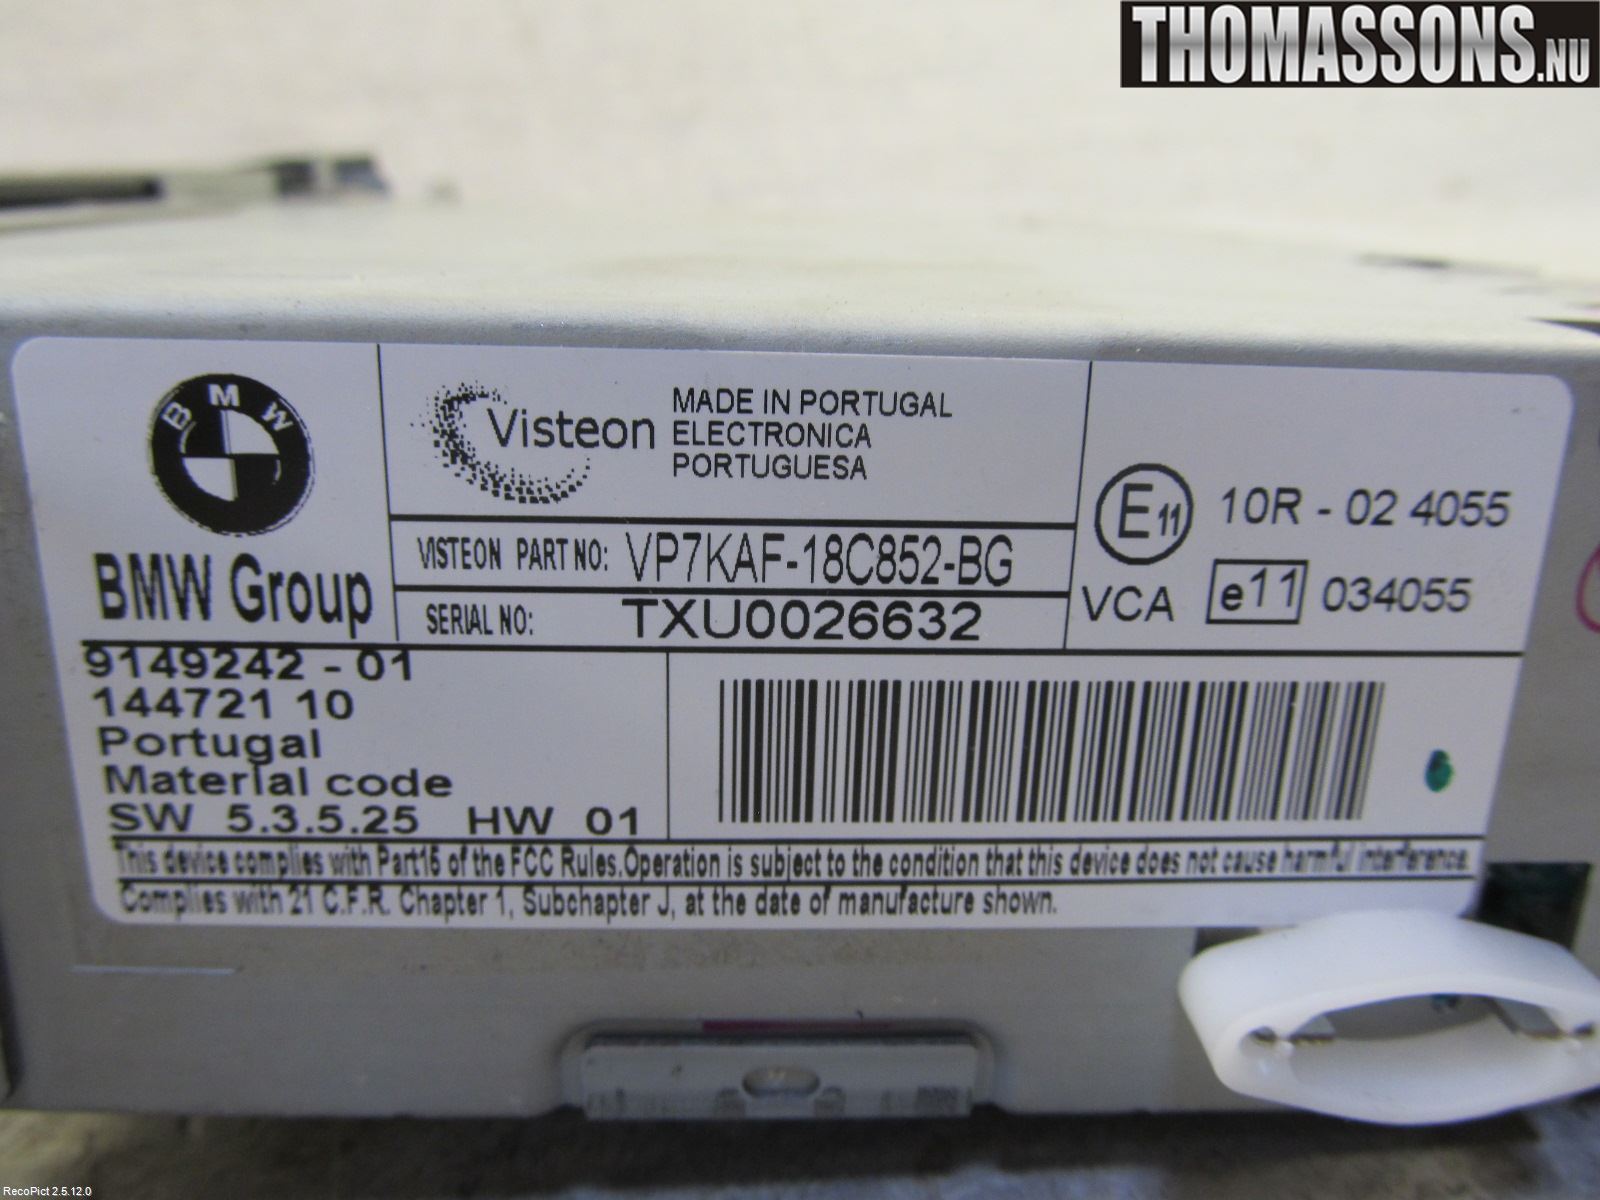 THOMASSONS.NU
BMW
BMW Group
Visteon
MADE IN PORTUGAL
ELECTRONICA
PORTUGUESA
VISTEON PART NO: VP7KAF-18C852-BG
SERIAL NO: TXU0026632
E11 10R - 02 4055
VCA e11 034055
9149242 - 01
144721 10
Portugal
Material code
SW 5.3.5.25 HW 01
6
This device complies with Part15 of the FCC Rules.Operation is subject to the condition that this device does not cause harmful interference.
Complies with 21 C.F.R. Chapter 1, Subchapter J, at the date of manufacture shown.
RecoPict 2.5.12.0